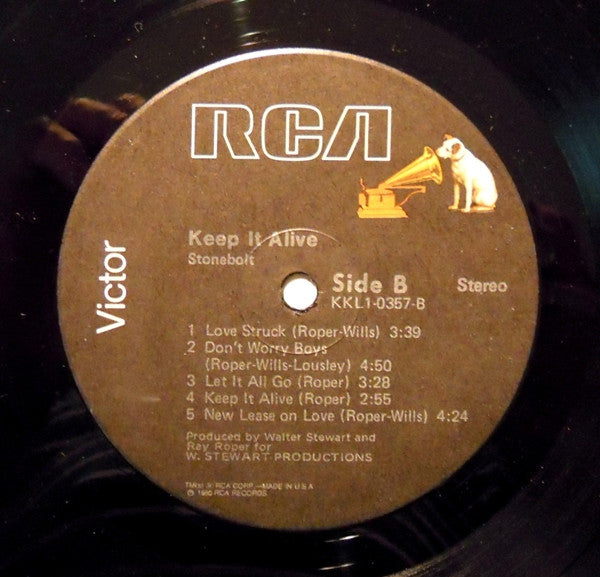 RCA
Victor
Keep It Alive
Stonebolt
Side B
KKL1-0357-B
Stereo
1 Love Struck (Roper-Wills) 3:39
2 Don't Worry Boys
(Roper-Wills-Lousley) 4:50
3 Let It All Go (Roper) 3:28
4 Keep It Alive (Roper) 2:55
5 New Lease on Love (Roper-Wills) 4:24
Produced by Walter Stewart and
Ray Roper for
W. STEWART PRODUCTIONS
RCA CORP.—MADE IN U.S.A
℗ 1980 RCA RECORDS